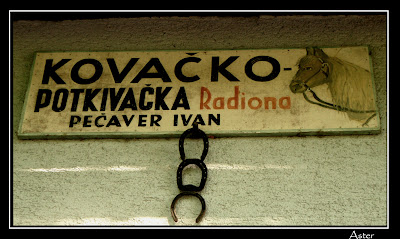 KOVAČKO-
POTKIVAČKA Radiona
PEČAVER IVAN
Aster